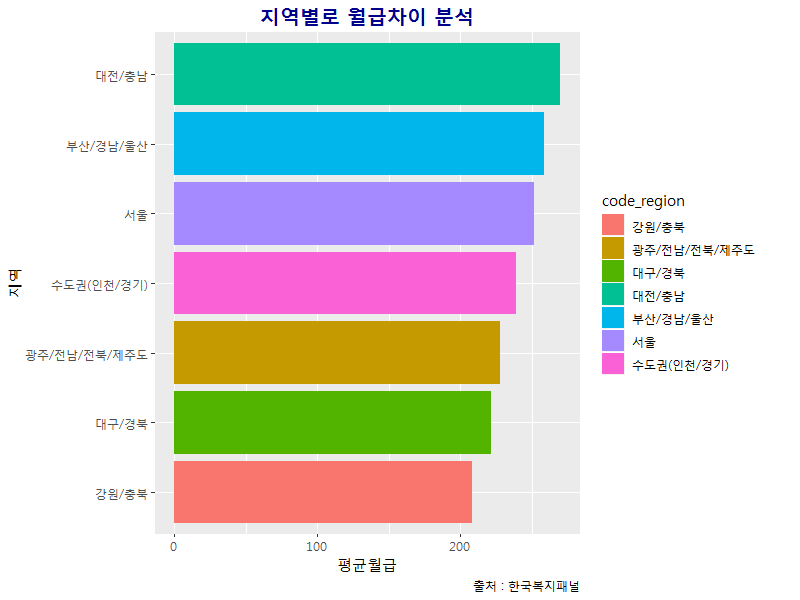 지역별로 월급차이 분석
지역
대전/충남
부산/경남/울산
서울
수도권(인천/경기)
광주/전남/전북/제주도
대구/경북
강원/충북
0
100
200
평균월급
code_region
강원/충북
광주/전남/전북/제주도
대구/경북
대전/충남
부산/경남/울산
서울
수도권(인천/경기)
출처 : 한국복지패널